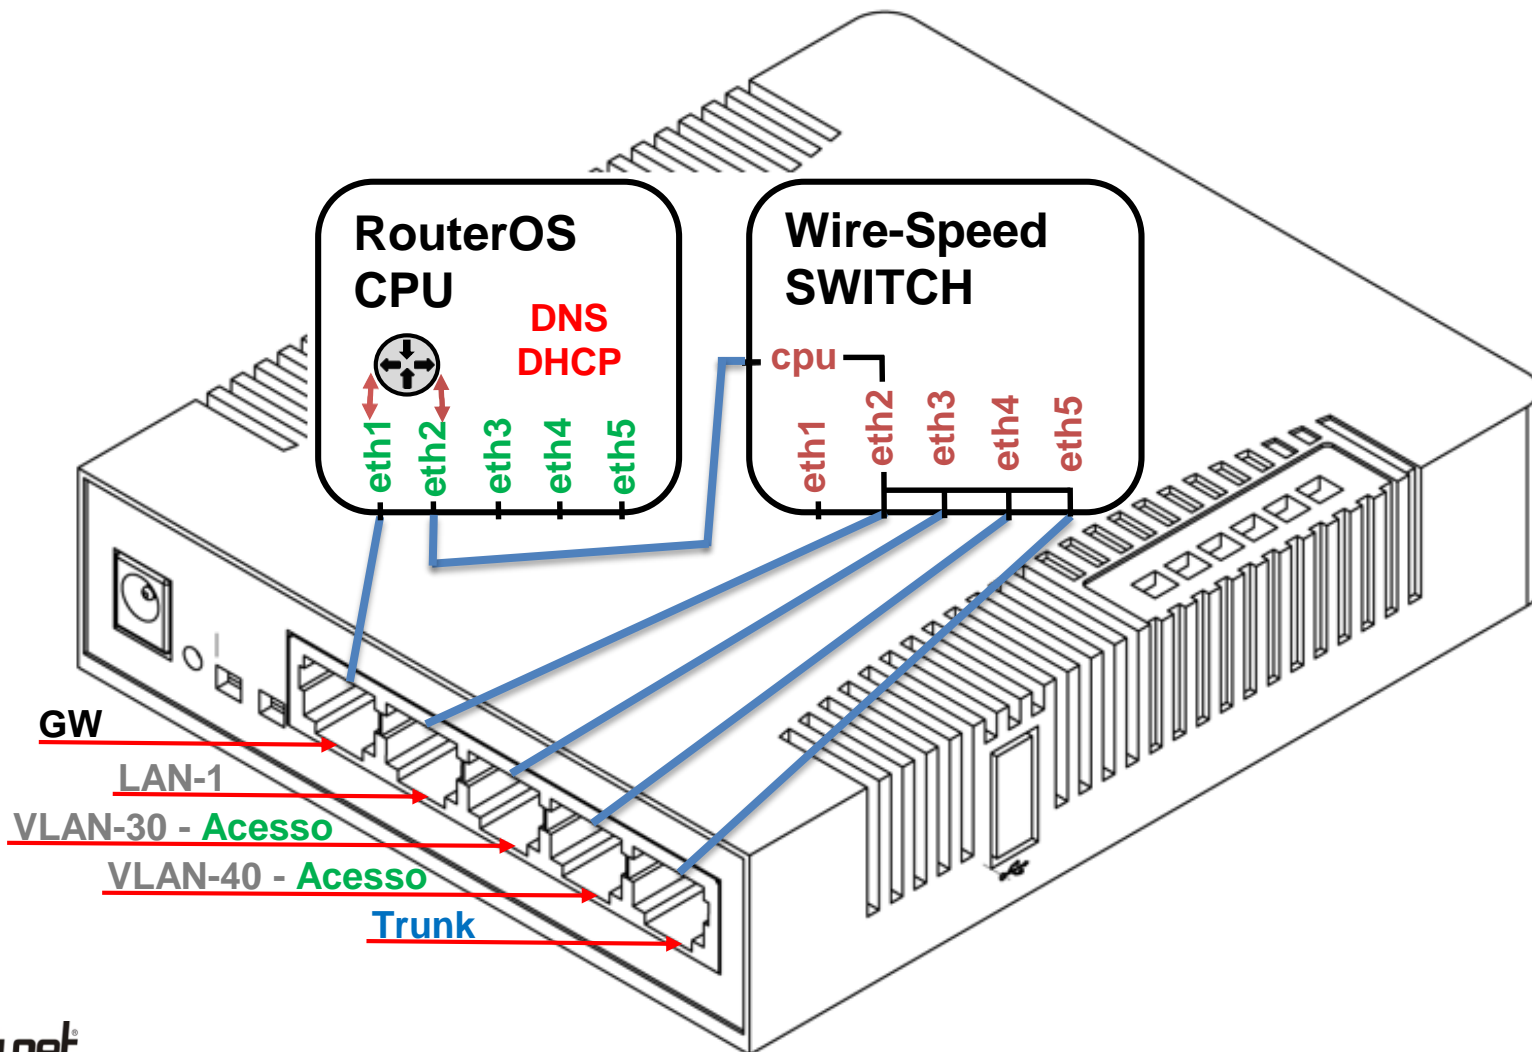 RouterOS
CPU
DNS
DHCP
eth1
eth2
eth3
eth4
eth5
Wire-Speed
SWITCH
cpu
eth1
eth2
eth3
eth4
eth5
GW
LAN-1
VLAN-30 - Acesso
VLAN-40 - Acesso
Trunk